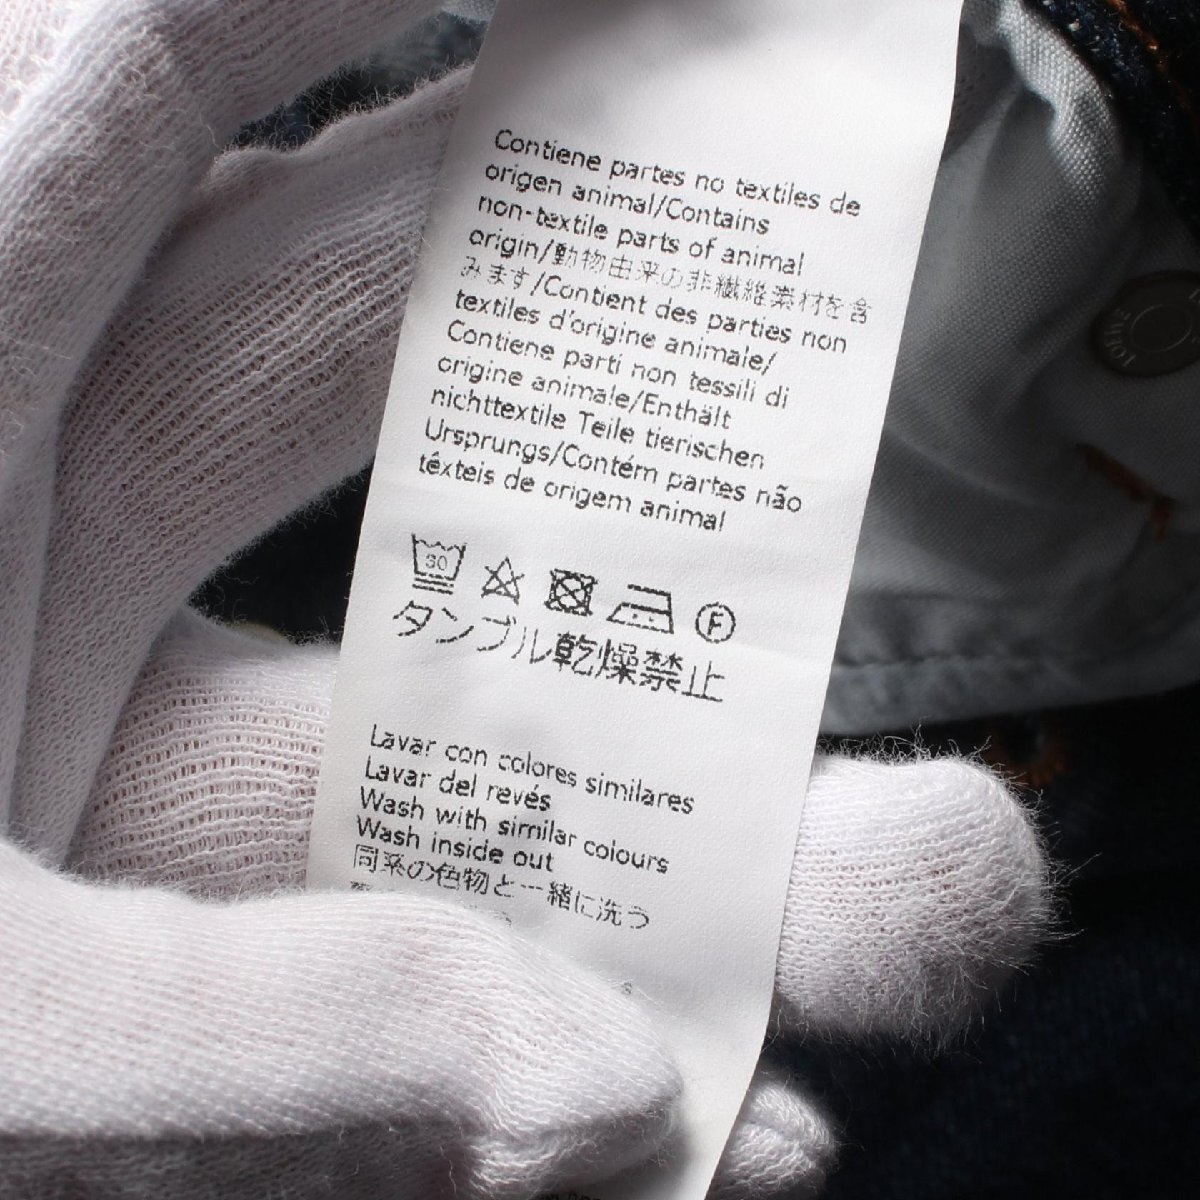 Contiene partes no textiles de
origen animal/Contains
non-textile parts of animal
origin/動物由来の非繊維素材を含
みます/Contient des parties non
textiles d'origine animale/
Contiene parti non tessili di
origine animale/Enthält
nichttextile Teile tierischen
Ursprungs/Contém partes não
têxteis de origem animal
30 F
タンブル乾燥禁止
Lavar con colores similares
Lavar del revés
Wash with similar colours
Wash inside out
同系の色物と一緒に洗う